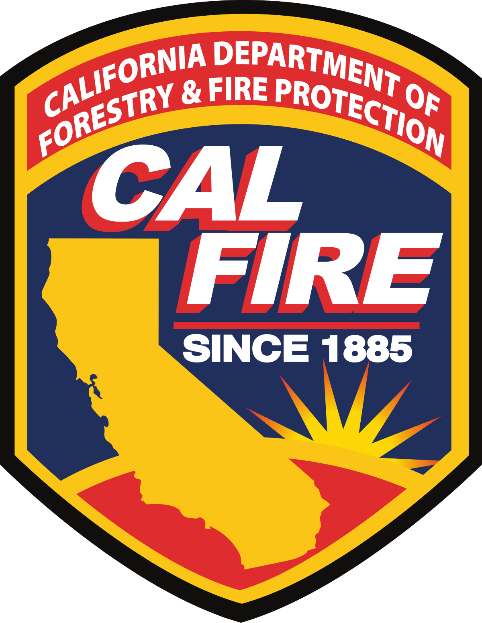 CALIFORNIA DEPARTMENT OF
FORESTRY & FIRE PROTECTION
CAL
FIRE
SINCE 1885